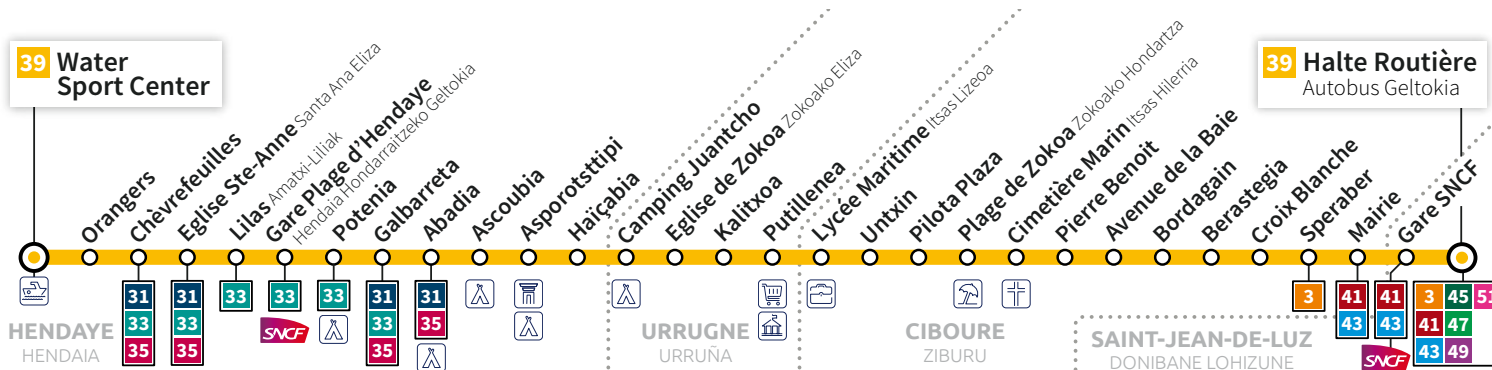 39 Water
Sport Center
Orangers
Chèvrefeuilles
Eglise Ste-Anne Santa Ana Eliza
Lilas Amatxi-Liliak
Gare Plage d'Hendaye
Hendaia Hondarraitzeko Geltokia
Potenia
Galbarreta
Abadia
Ascoubia
Asporotsttipi
Haiçabia
Camping Juantcho
Eglise de Zokoa Zokoako Eliza
Kalitxoa
Putillenea
Lycée Maritime Itsas Lizeoa
Untxin
Pilota Plaza
Plage de Zokoa Zokoako Hondartza
Cimetière Marin Itsas Hilerria
Pierre Benoit
Avenue de la Baie
Bordagain
Berastegia
Croix Blanche
Speraber
Mairie
Gare SNCF
39 Halte Routière
Autobus Geltokia
31
33
35
31
33
35
33
33
SNCF
33
31
33
35
31
35
3
41
43
41
43
SNCF
3 45 51
41 47
43 49
HENDAYE
HENDAIA
URRUGNE
URRUÑA
CIBOURE
ZIBURU
SAINT-JEAN-DE-LUZ
DONIBANE LOHIZUNE